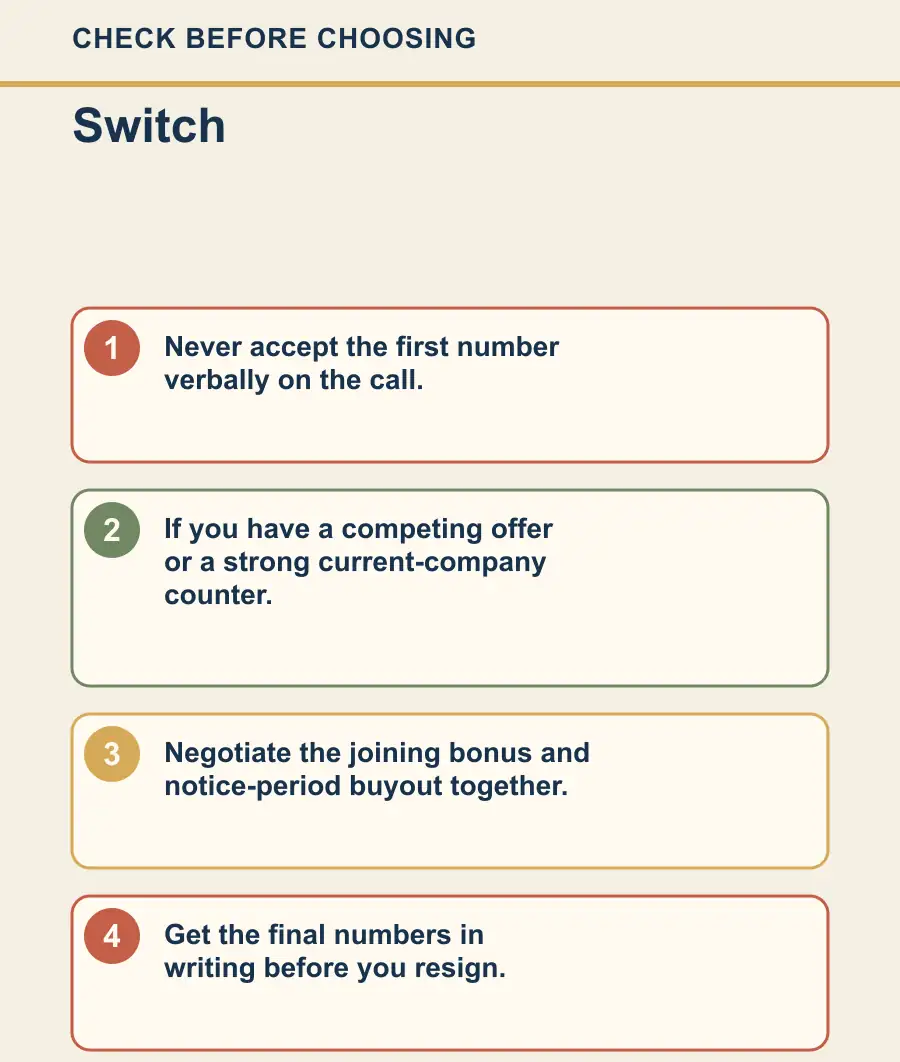 CHECK BEFORE CHOOSING
Switch
1
Never accept the first number
verbally on the call.
2
If you have a competing offer
or a strong current-company
counter.
3
Negotiate the joining bonus and
notice-period buyout together.
4
Get the final numbers in
writing before you resign.